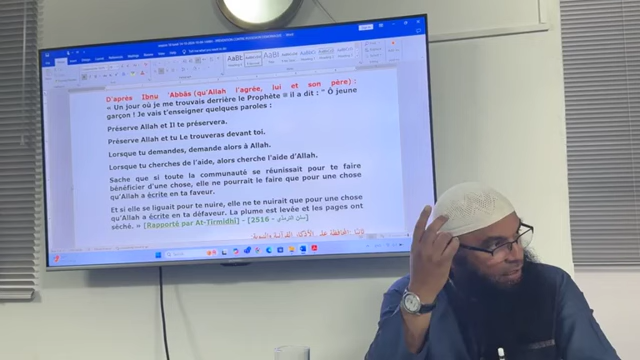 D'après Ibnu 'Abbâs (qu'Allah l'agrée, lui et son père) :
« Un jour où je me trouvais derrière le Prophète ﷺ il a dit : " Ô jeune
garçon ! Je vais t'enseigner quelques paroles :
Préserve Allah et Il te préservera.
Préserve Allah et tu Le trouveras devant toi.
Lorsque tu demandes, demande alors à Allah.
Lorsque tu cherches de l'aide, alors cherche l'aide d'Allah.
Sache que si toute la communauté se réunissait pour te faire
bénéficier d'une chose, elle ne pourrait le faire que pour une chose
qu'Allah a écrite en ta faveur.
Et si elle se liguait pour te nuire, elle ne te nuirait que pour une chose
qu'Allah a écrite en ta défaveur. La plume est levée et les pages ont
séché. » [Rapporté par At-Tirmidhi] - [2516 - سنن الترمذي]